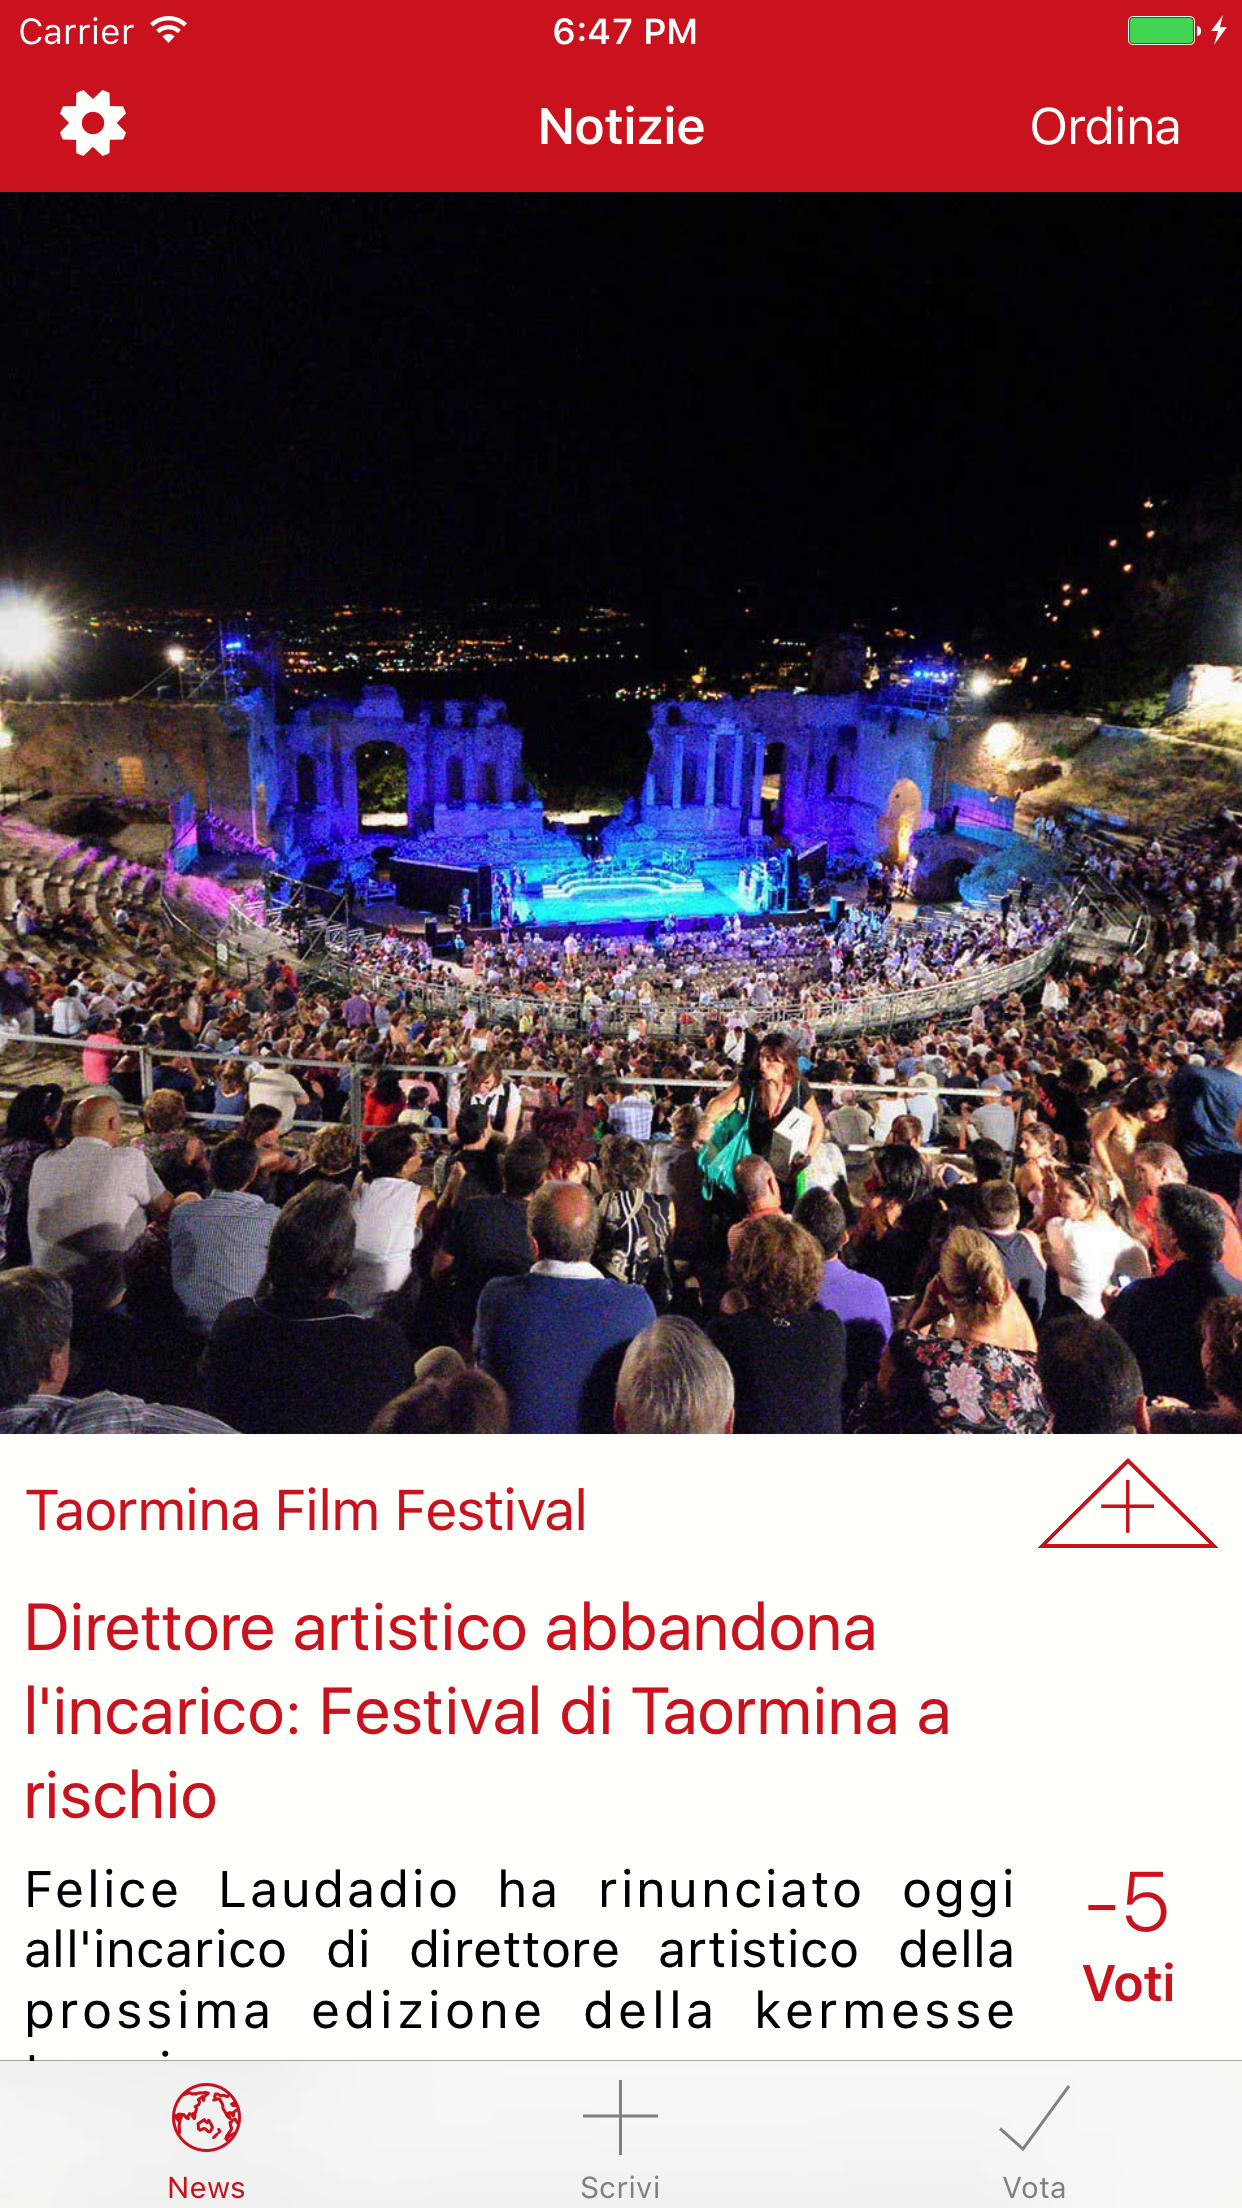 Carrier 6:47 PM
Notizie Ordina
Taormina Film Festival
Direttore artistico abbandona
l'incarico: Festival di Taormina a
rischio
Felice Laudadio ha rinunciato oggi
all'incarico di direttore artistico della
prossima edizione della kermesse
-5
Voti
News Scrivi Vota